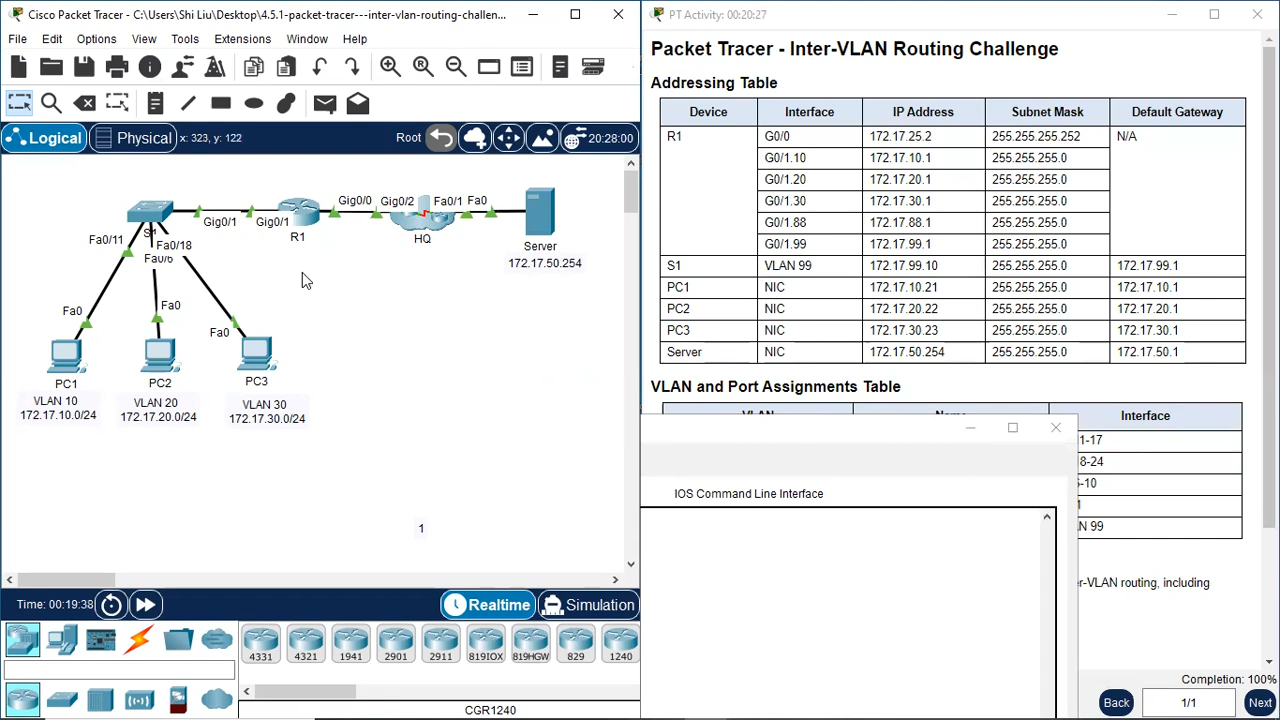 Cisco Packet Tracer - C:\Users\Shi Liu\Desktop\4.5.1-packet-tracer---inter-vlan-routing-challen...
File Edit Options View Tools Extensions Window Help
Logical Physical x: 323, y: 122 Root 20:28:00
Gig0/1 Gig0/1 Gig0/0 Gig0/2 Fa0/1 Fa0
S1 R1 HQ Server
172.17.50.254
Fa0/11 Fa0/18
Fa0/6
Fa0 Fa0 Fa0
PC1 PC2 PC3
VLAN 10 VLAN 20 VLAN 30
172.17.10.0/24 172.17.20.0/24 172.17.30.0/24
1
Time: 00:19:38 Realtime Simulation
4331 4321 1941 2901 2911 819IOX 819HGW 829 1240
CGR1240
PT Activity: 00:20:27
Packet Tracer - Inter-VLAN Routing Challenge
Addressing Table
Device Interface IP Address Subnet Mask Default Gateway
R1 G0/0 172.17.25.2 255.255.255.252 N/A
G0/1.10 172.17.10.1 255.255.255.0
G0/1.20 172.17.20.1 255.255.255.0
G0/1.30 172.17.30.1 255.255.255.0
G0/1.88 172.17.88.1 255.255.255.0
G0/1.99 172.17.99.1 255.255.255.0
S1 VLAN 99 172.17.99.10 255.255.255.0 172.17.99.1
PC1 NIC 172.17.10.21 255.255.255.0 172.17.10.1
PC2 NIC 172.17.20.22 255.255.255.0 172.17.20.1
PC3 NIC 172.17.30.23 255.255.255.0 172.17.30.1
Server NIC 172.17.50.254 255.255.255.0 172.17.50.1
VLAN and Port Assignments Table
VLAN Name Interface
1-17
8-24
-10
1
N 99
IOS Command Line Interface
r-VLAN routing, including
Completion: 100%
Back 1/1 Next